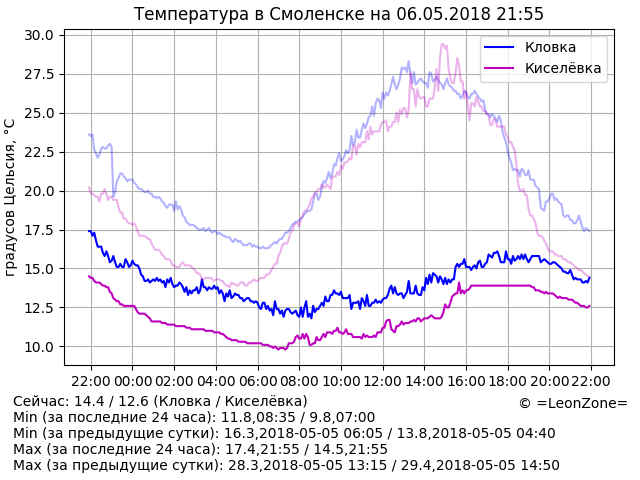 Температура в Смоленске на 06.05.2018 21:55
Кловка
Киселёвка
градусов Цельсия, °C
30.0
27.5
25.0
22.5
20.0
17.5
15.0
12.5
10.0
22:00 00:00 02:00 04:00 06:00 08:00 10:00 12:00 14:00 16:00 18:00 20:00 22:00
Сейчас: 14.4 / 12.6 (Кловка / Киселёвка)
© =LeonZone=
Min (за последние 24 часа): 11.8,08:35 / 9.8,07:00
Min (за предыдущие сутки): 16.3,2018-05-05 06:05 / 13.8,2018-05-05 04:40
Max (за последние 24 часа): 17.4,21:55 / 14.5,21:55
Max (за предыдущие сутки): 28.3,2018-05-05 13:15 / 29.4,2018-05-05 14:50